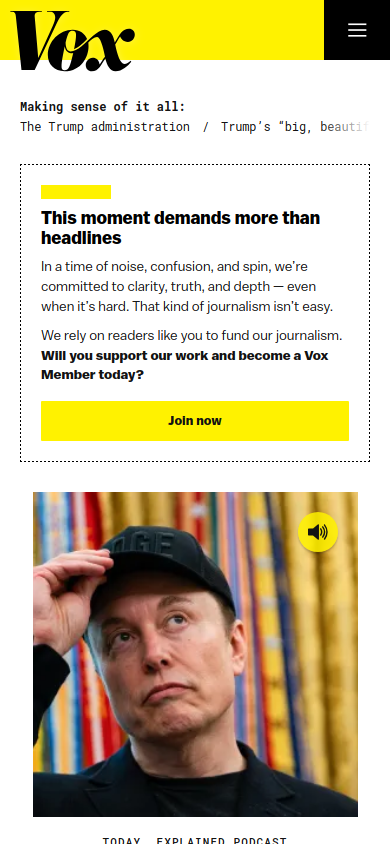 Vox
Making sense of it all:
The Trump administration / Trump's "big, beauti
This moment demands more than
headlines
In a time of noise, confusion, and spin, we're
committed to clarity, truth, and depth — even
when it's hard. That kind of journalism isn't easy.
We rely on readers like you to fund our journalism.
Will you support our work and become a Vox
Member today?
Join now
OGE
TODAY, EXPLAINED PODCAST